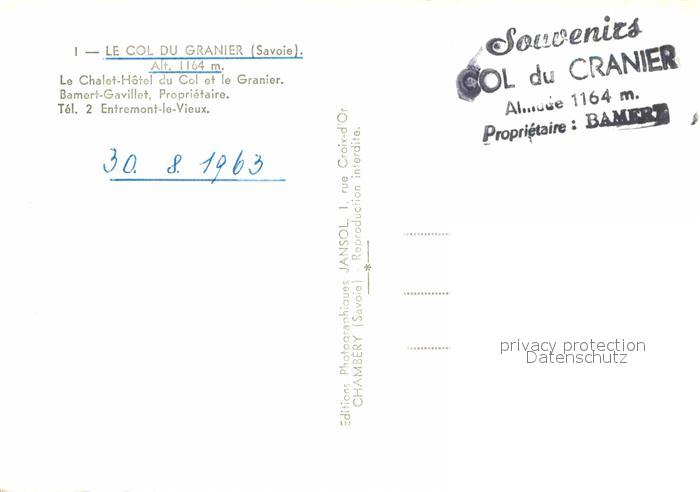 1 — LE COL DU GRANIER (Savoie).
Alt. 1164 m.
Le Chalet-Hôtel du Col et le Granier.
Bamert-Gavillet, Propriétaire.
Tél. 2 Entremont-le-Vieux.
30. 8. 1963
Editions Photographiques JANSOL, 1, rue Croix-d'Or
CHAMBÉRY (Savoie) - Reproduction interdite.
*
Souvenirs
COL du GRANIER
Altitude 1164 m.
Propriétaire : BAMERT
privacy protection
Datenschutz